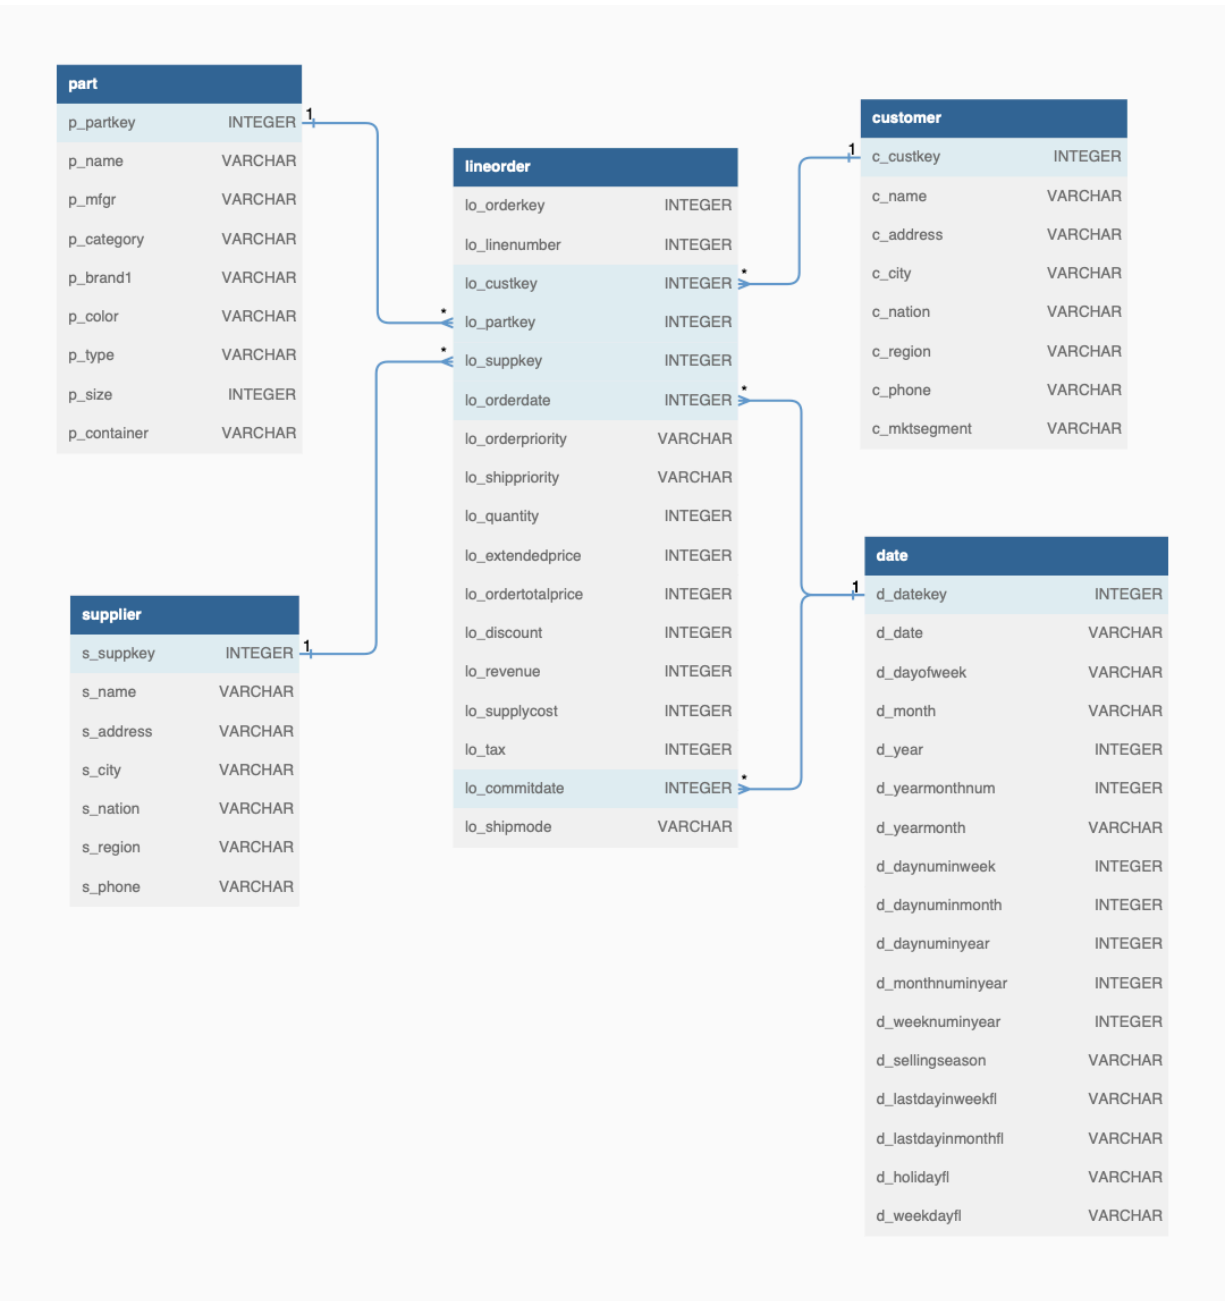 part
p_partkey INTEGER
p_name VARCHAR
p_mfgr VARCHAR
p_category VARCHAR
p_brand1 VARCHAR
p_color VARCHAR
p_type VARCHAR
p_size INTEGER
p_container VARCHAR
1
supplier
s_suppkey INTEGER
s_name VARCHAR
s_address VARCHAR
s_city VARCHAR
s_nation VARCHAR
s_region VARCHAR
s_phone VARCHAR
1
lineorder
lo_orderkey INTEGER
lo_linenumber INTEGER
lo_custkey INTEGER *
* lo_partkey INTEGER
* lo_suppkey INTEGER
lo_orderdate INTEGER *
lo_orderpriority VARCHAR
lo_shippriority VARCHAR
lo_quantity INTEGER
lo_extendedprice INTEGER
lo_ordertotalprice INTEGER
lo_discount INTEGER
lo_revenue INTEGER
lo_supplycost INTEGER
lo_tax INTEGER
lo_commitdate INTEGER *
lo_shipmode VARCHAR
customer
1 c_custkey INTEGER
c_name VARCHAR
c_address VARCHAR
c_city VARCHAR
c_nation VARCHAR
c_region VARCHAR
c_phone VARCHAR
c_mktsegment VARCHAR
date
1 d_datekey INTEGER
d_date VARCHAR
d_dayofweek VARCHAR
d_month VARCHAR
d_year INTEGER
d_yearmonthnum INTEGER
d_yearmonth VARCHAR
d_daynuminweek INTEGER
d_daynuminmonth INTEGER
d_daynuminyear INTEGER
d_monthnuminyear INTEGER
d_weeknuminyear INTEGER
d_sellingseason VARCHAR
d_lastdayinweekfl VARCHAR
d_lastdayinmonthfl VARCHAR
d_holidayfl VARCHAR
d_weekdayfl VARCHAR